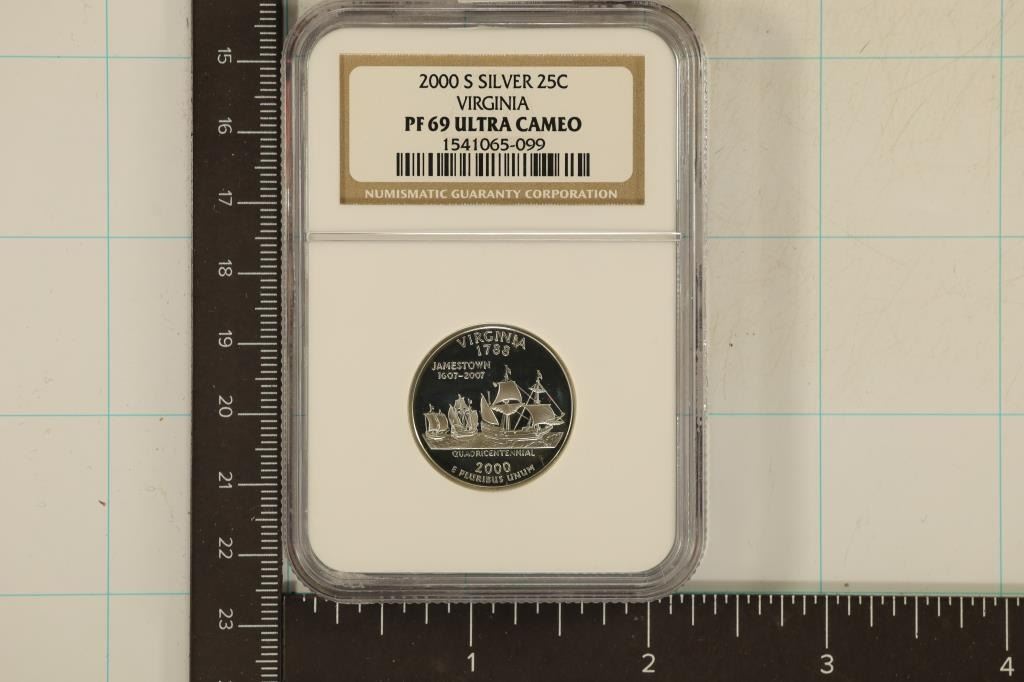 2000 S SILVER 25C
VIRGINIA
PF 69 ULTRA CAMEO
1541065-099
NUMISMATIC GUARANTY CORPORATION
VIRGINIA
1788
JAMESTOWN
1607-2007
QUADRICENTENNIAL
2000
E PLURIBUS UNUM
15
16
17
18
19
20
21
22
23
1 2 3 4